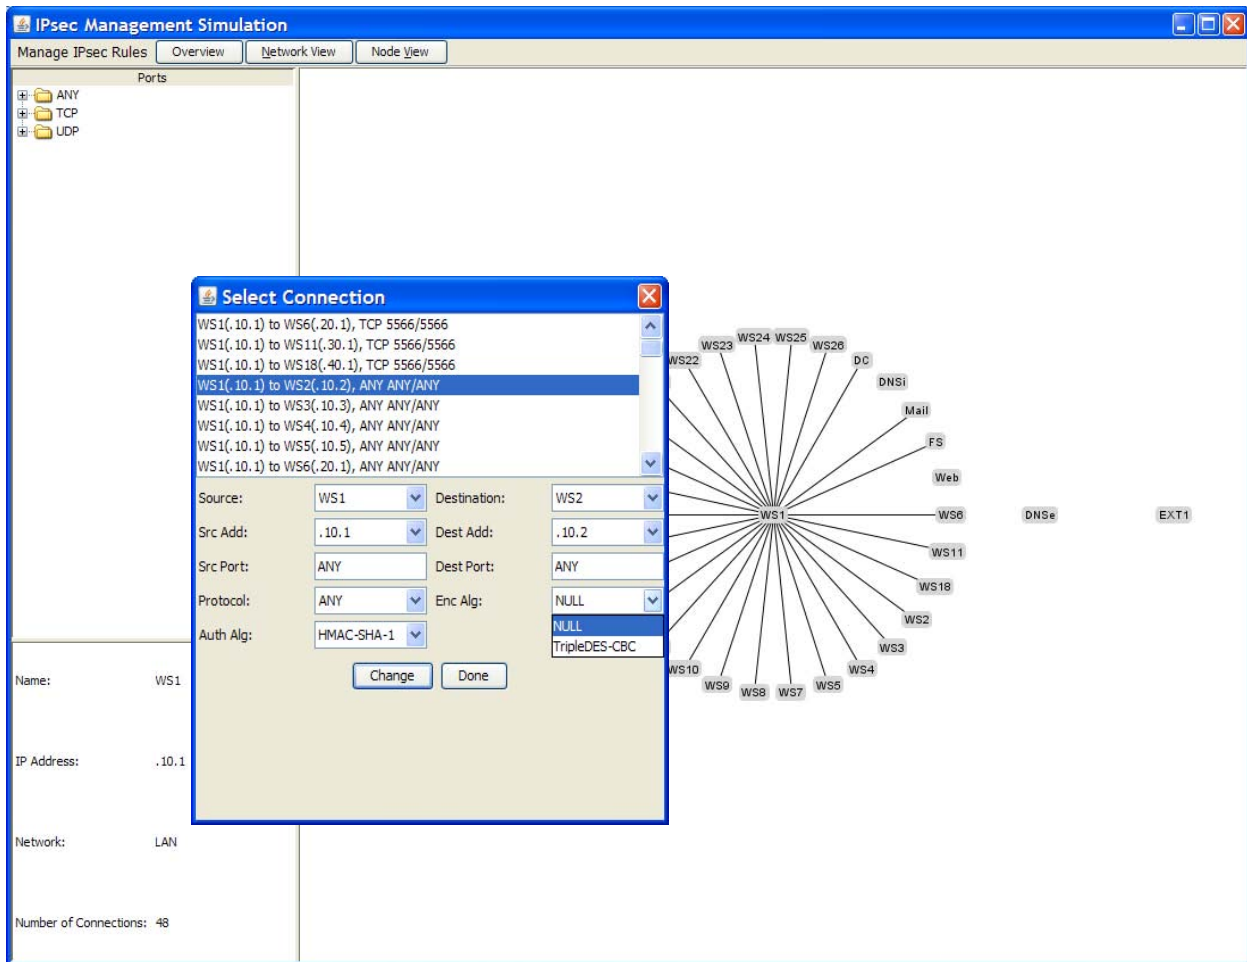 IPsec Management Simulation
Manage IPsec Rules Overview Network View Node View
Ports
ANY
TCP
UDP
Select Connection
WS1(.10.1) to WS6(.20.1), TCP 5566/5566
WS1(.10.1) to WS11(.30.1), TCP 5566/5566
WS1(.10.1) to WS18(.40.1), TCP 5566/5566
WS1(.10.1) to WS2(.10.2), ANY ANY/ANY
WS1(.10.1) to WS3(.10.3), ANY ANY/ANY
WS1(.10.1) to WS4(.10.4), ANY ANY/ANY
WS1(.10.1) to WS5(.10.5), ANY ANY/ANY
WS1(.10.1) to WS6(.20.1), ANY ANY/ANY
Source: WS1 Destination: WS2
Src Add: .10.1 Dest Add: .10.2
Src Port: ANY Dest Port: ANY
Protocol: ANY Enc Alg: NULL
NULL
Auth Alg: HMAC-SHA-1
TripleDES-CBC
Change Done
WS22
WS23
WS24
WS25
WS26
DC
DNSi
Mail
FS
Web
WS1
WS6
DNSe
EXT1
WS11
WS18
WS2
WS3
WS4
WS5
WS7
WS8
WS9
WS10
Name: WS1
IP Address: .10.1
Network: LAN
Number of Connections: 48